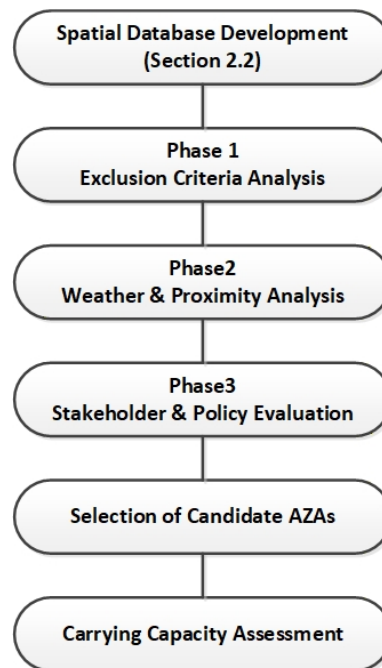 Spatial Database Development
(Section 2.2)
Phase 1
Exclusion Criteria Analysis
Phase2
Weather & Proximity Analysis
Phase3
Stakeholder & Policy Evaluation
Selection of Candidate AZAs
Carrying Capacity Assessment